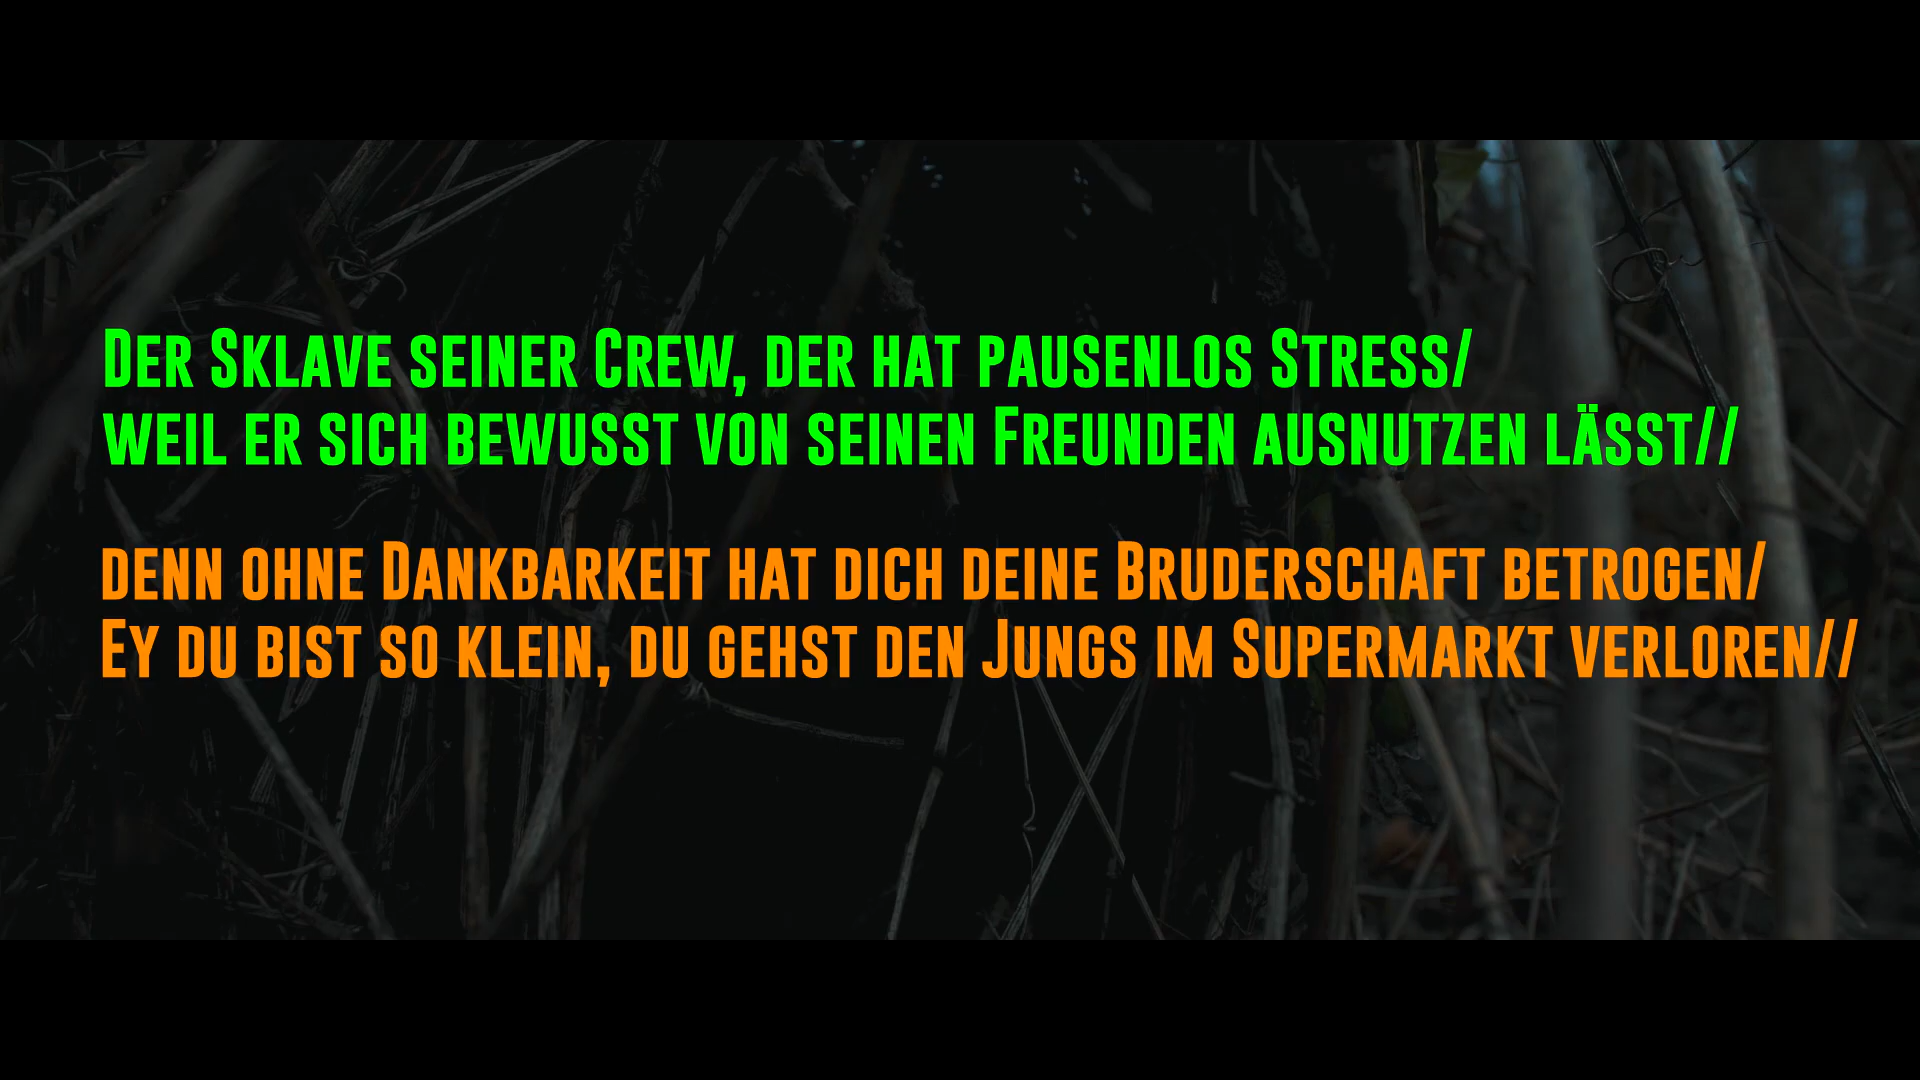 Der Sklave seiner Crew, der hat pausenlos Stress/
weil er sich bewusst von seinen Freunden ausnutzen lässt//
denn ohne Dankbarkeit hat dich deine Bruderschaft betrogen/
Ey du bist so klein, du gehst den Jungs im Supermarkt verloren//